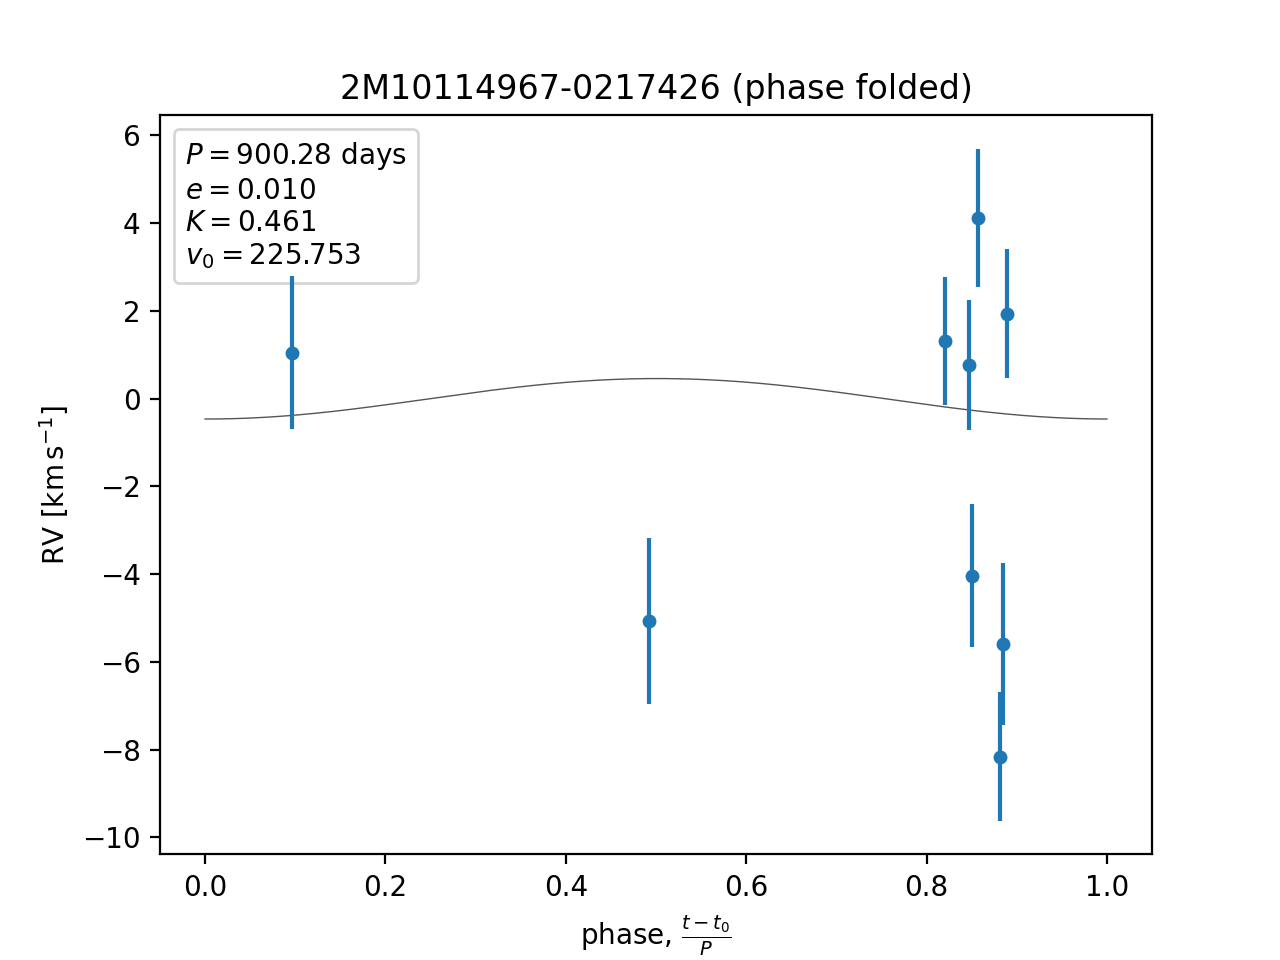 2M10114967-0217426 (phase folded)
P = 900.28 days
e = 0.010
K = 0.461
v₀ = 225.753
6
4
2
0
−2
−4
−6
−8
−10
RV [km s⁻¹]
0.0 0.2 0.4 0.6 0.8 1.0
phase, (t − t₀)/P